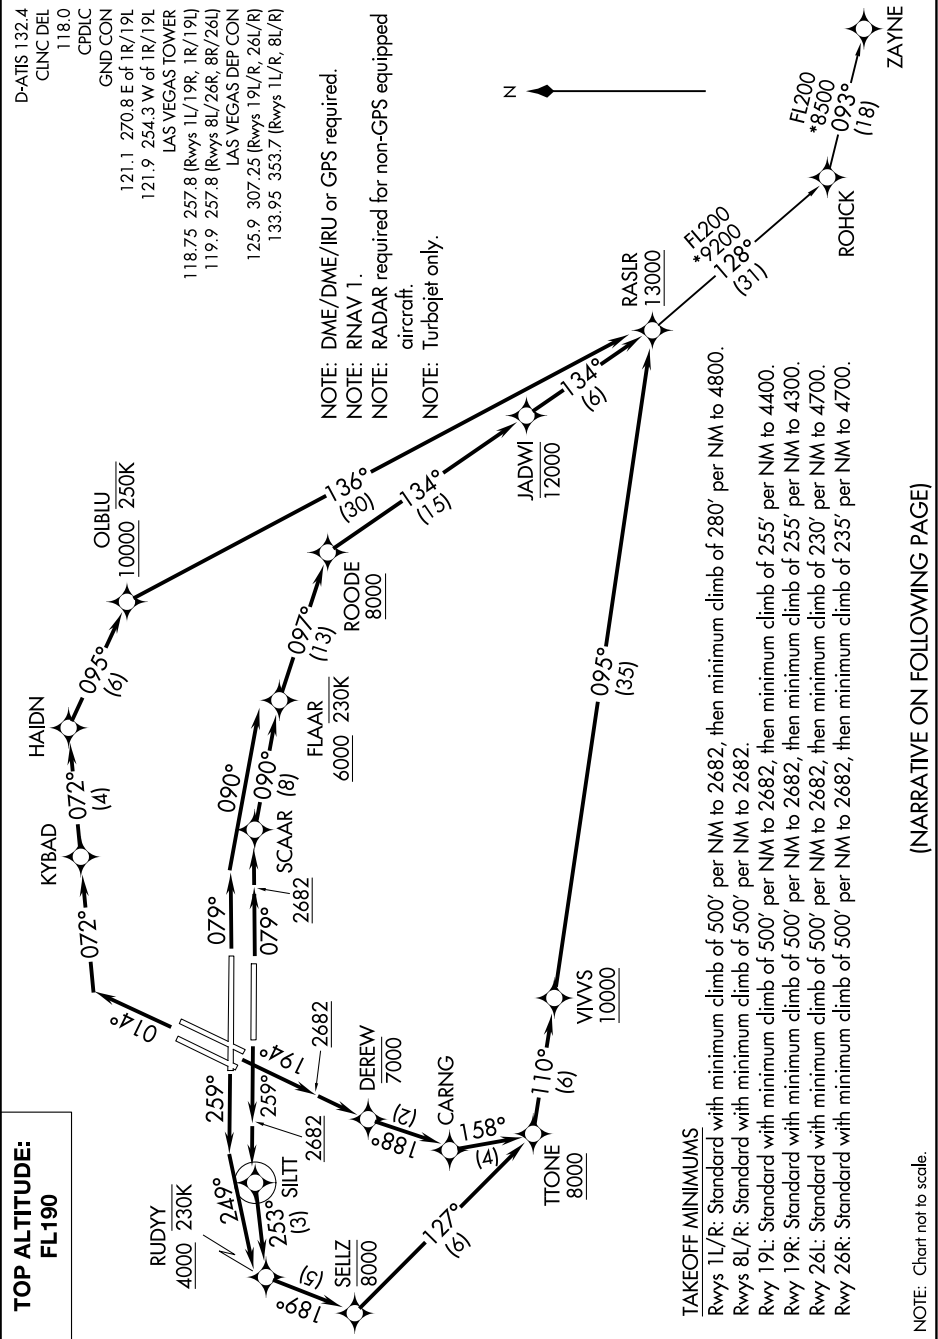 TOP ALTITUDE:
FL190
D-ATIS 132.4
CLNC DEL
118.0
CPDLC
GND CON
121.1 270.8 E of 1R/19L
121.9 254.3 W of 1R/19L
LAS VEGAS TOWER
118.75 257.8 (Rwys 1L/19R, 1R/19L)
119.9 257.8 (Rwys 8L/26R, 8R/26L)
LAS VEGAS DEP CON
125.9 307.25 (Rwys 19L/R, 26L/R)
133.95 353.7 (Rwys 1L/R, 8L/R)
NOTE: DME/DME/IRU or GPS required.
NOTE: RNAV 1.
NOTE: RADAR required for non-GPS equipped
aircraft.
NOTE: Turbojet only.
N
KYBAD
HAIDN
OLBLU
10000 250K
014°
072°
072°
(4)
095°
(6)
136°
(30)
079°
090°
079°
2682
SCAAR
090°
(8)
FLAAR
6000 230K
097°
(13)
ROODE
8000
134°
(15)
JADWI
12000
134°
(6)
RASLR
13000
FL200
*9200
128°
(31)
ROHCK
FL200
*8500
093°
(18)
ZAYNE
259°
259°
2682
249°
RUDYY
4000 230K
SILTT
253°
(3)
189°
(5)
SELLZ
8000
127°
(6)
194°
2682
DEREW
7000
188°
(2)
CARNG
158°
(4)
TTONE
8000
110°
(6)
VIVVS
10000
095°
(35)
TAKEOFF MINIMUMS
Rwys 1L/R: Standard with minimum climb of 500' per NM to 2682, then minimum climb of 280' per NM to 4800.
Rwys 8L/R: Standard with minimum climb of 500' per NM to 2682.
Rwy 19L: Standard with minimum climb of 500' per NM to 2682, then minimum climb of 255' per NM to 4400.
Rwy 19R: Standard with minimum climb of 500' per NM to 2682, then minimum climb of 255' per NM to 4300.
Rwy 26L: Standard with minimum climb of 500' per NM to 2682, then minimum climb of 230' per NM to 4700.
Rwy 26R: Standard with minimum climb of 500' per NM to 2682, then minimum climb of 235' per NM to 4700.
NOTE: Chart not to scale.
(NARRATIVE ON FOLLOWING PAGE)